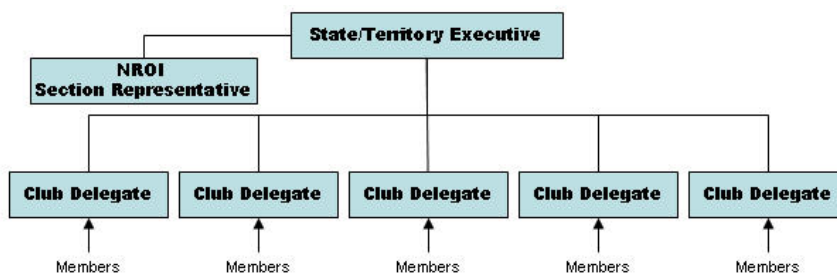 State/Territory Executive
NROI
Section Representative
Club Delegate
Club Delegate
Club Delegate
Club Delegate
Club Delegate
Members
Members
Members
Members
Members